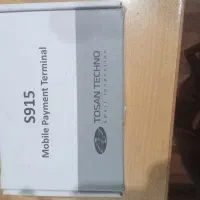 S915
Mobile Payment Terminal
TOSAN TECHNO